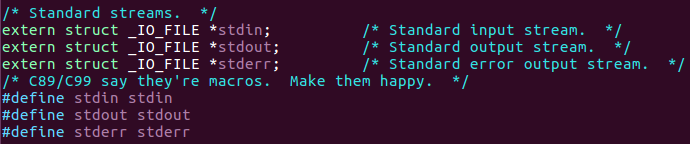 /* Standard streams.  */
extern struct _IO_FILE *stdin;          /* Standard input stream.  */
extern struct _IO_FILE *stdout;         /* Standard output stream.  */
extern struct _IO_FILE *stderr;         /* Standard error output stream.  */
/* C89/C99 say they're macros.  Make them happy.  */
#define stdin stdin
#define stdout stdout
#define stderr stderr